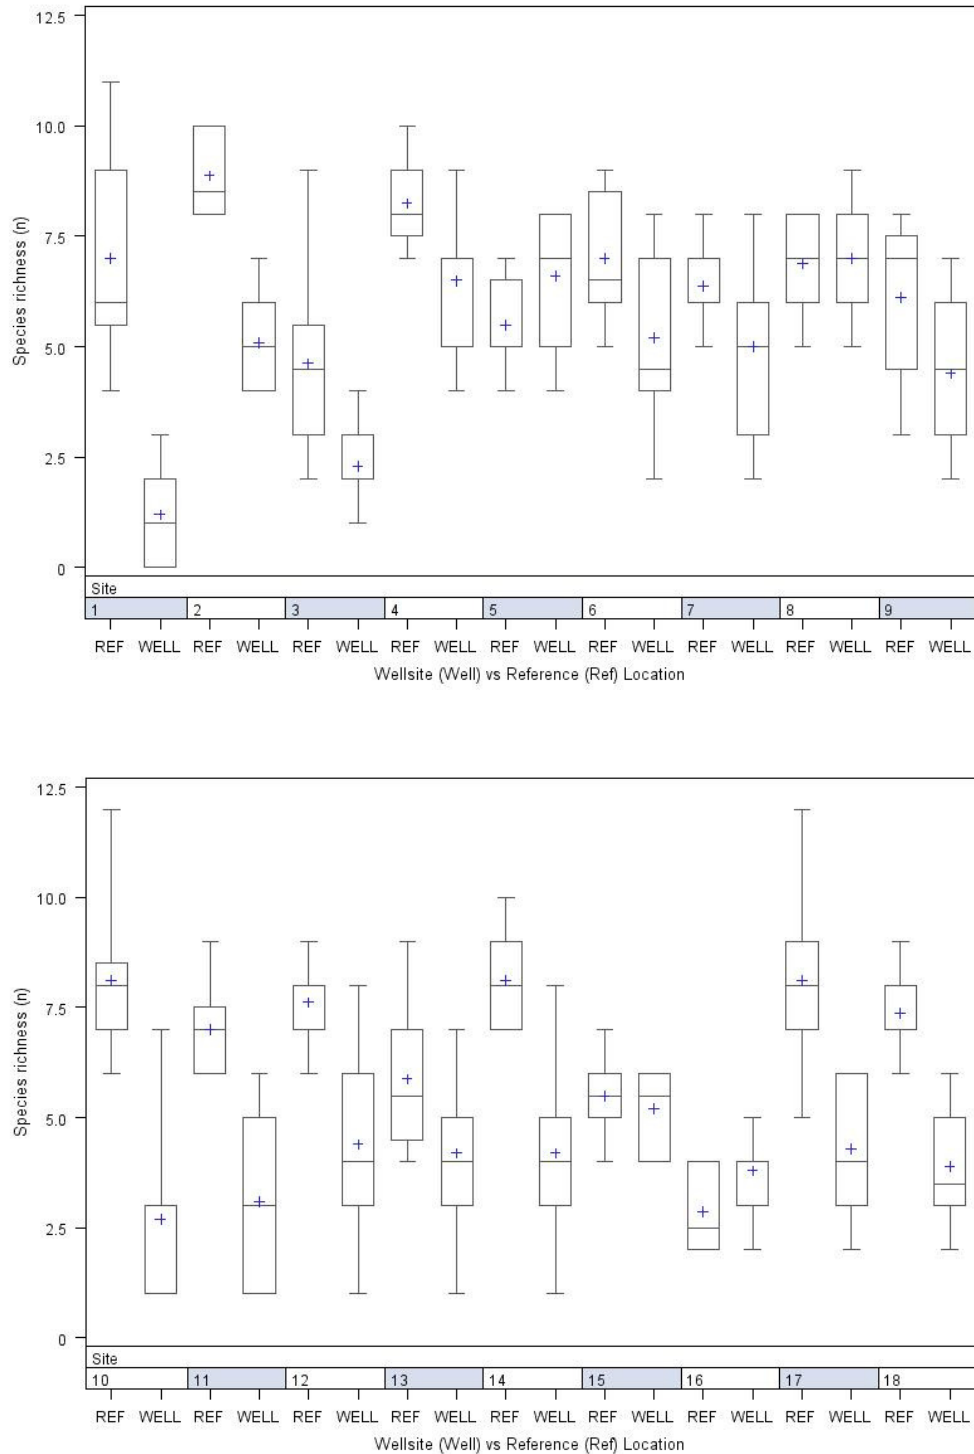 12.5
10.0
7.5
5.0
2.5
0
Species richness (n)
Site
1 2 3 4 5 6 7 8 9
REF WELL REF WELL REF WELL REF WELL REF WELL REF WELL REF WELL REF WELL REF WELL
Wellsite (Well) vs Reference (Ref) Location
12.5
10.0
7.5
5.0
2.5
0
Species richness (n)
Site
10 11 12 13 14 15 16 17 18
REF WELL REF WELL REF WELL REF WELL REF WELL REF WELL REF WELL REF WELL REF WELL
Wellsite (Well) vs Reference (Ref) Location